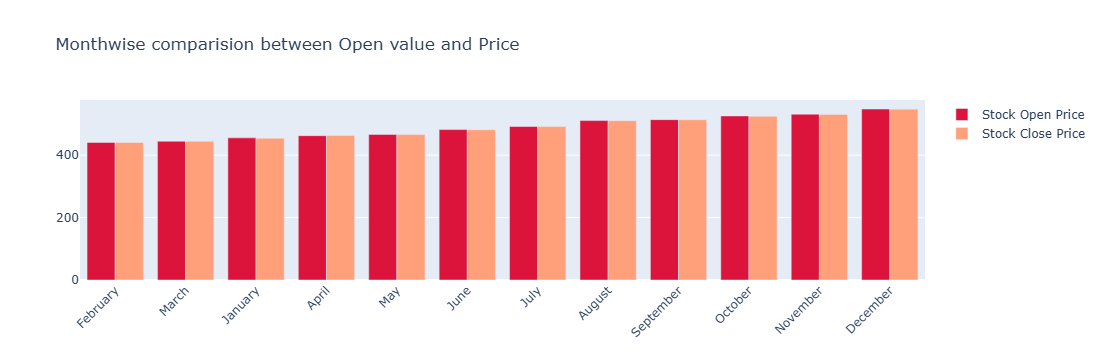 Monthwise comparision between Open value and Price
Stock Open Price
Stock Close Price
400
200
0
February
March
January
April
May
June
July
August
September
October
November
December